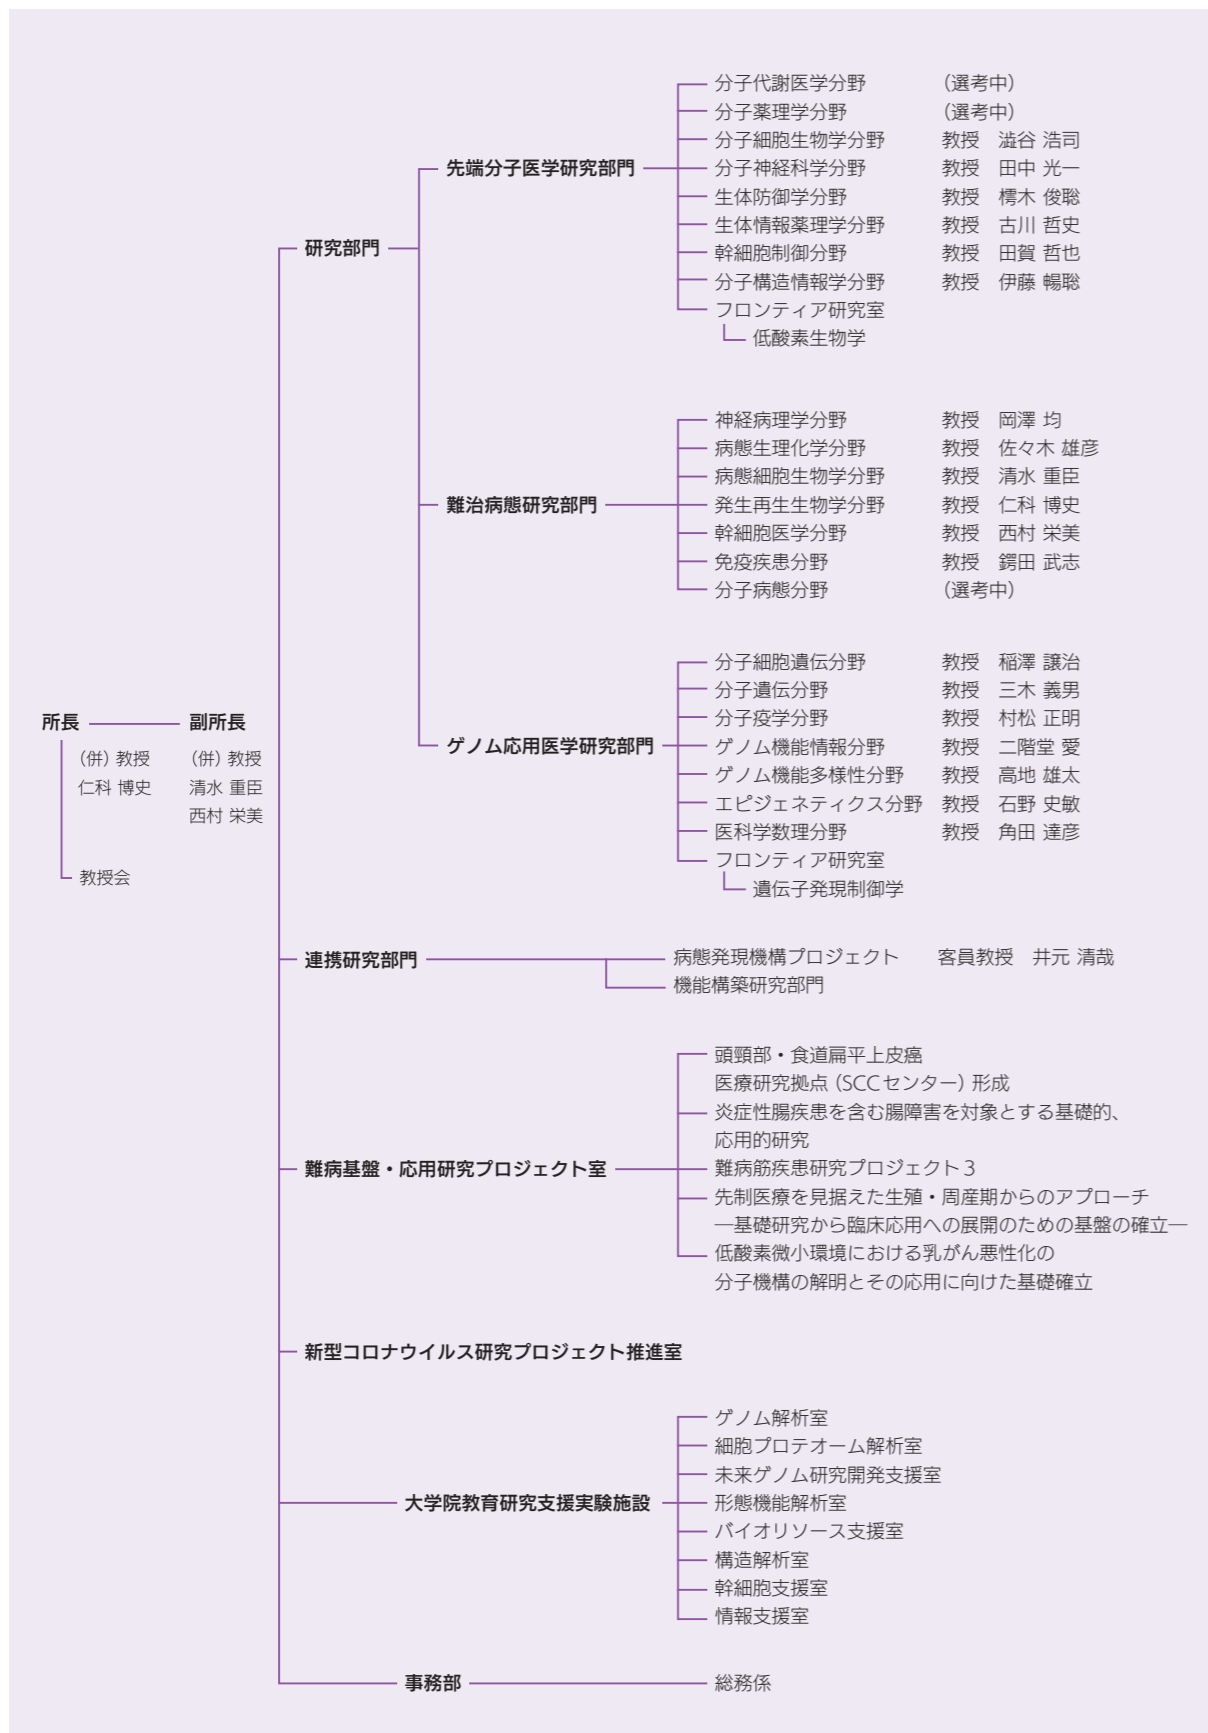 分子代謝医学分野 （選考中）
分子薬理学分野 （選考中）
分子細胞生物学分野 教授 澁谷 浩司
先端分子医学研究部門 分子神経科学分野 教授 田中 光一
生体防御学分野 教授 樗木 俊聡
生体情報薬理学分野 教授 古川 哲史
研究部門
幹細胞制御分野 教授 田賀 哲也
分子構造情報学分野 教授 伊藤 暢聡
フロンティア研究室
低酸素生物学
神経病理学分野 教授 岡澤 均
病態生理化学分野 教授 佐々木 雄彦
病態細胞生物学分野 教授 清水 重臣
難治病態研究部門 発生再生生物学分野 教授 仁科 博史
幹細胞医学分野 教授 西村 栄美
免疫疾患分野 教授 鍔田 武志
分子病態分野 （選考中）
分子細胞遺伝分野 教授 稲澤 譲治
分子遺伝分野 教授 三木 義男
分子疫学分野 教授 村松 正明
所長 副所長
ゲノム応用医学研究部門 ゲノム機能情報分野 教授 二階堂 愛
（併）教授 （併）教授
ゲノム機能多様性分野 教授 高地 雄太
仁科 博史 清水 重臣
エピジェネティクス分野 教授 石野 史敏
西村 栄美
医科学数理分野 教授 角田 達彦
フロンティア研究室
教授会
遺伝子発現制御学
連携研究部門 病態発現機構プロジェクト 客員教授 井元 清哉
機能構築研究部門
頭頸部・食道扁平上皮癌
医療研究拠点（SCCセンター）形成
炎症性腸疾患を含む腸障害を対象とする基礎的、
応用的研究
難病基盤・応用研究プロジェクト室 難病筋疾患研究プロジェクト3
先制医療を見据えた生殖・周産期からのアプローチ
―基礎研究から臨床応用への展開のための基盤の確立―
低酸素微小環境における乳がん悪性化の
分子機構の解明とその応用に向けた基礎確立
新型コロナウイルス研究プロジェクト推進室
ゲノム解析室
細胞プロテオーム解析室
未来ゲノム研究開発支援室
大学院教育研究支援実験施設 形態機能解析室
バイオリソース支援室
構造解析室
幹細胞支援室
情報支援室
事務部 総務係